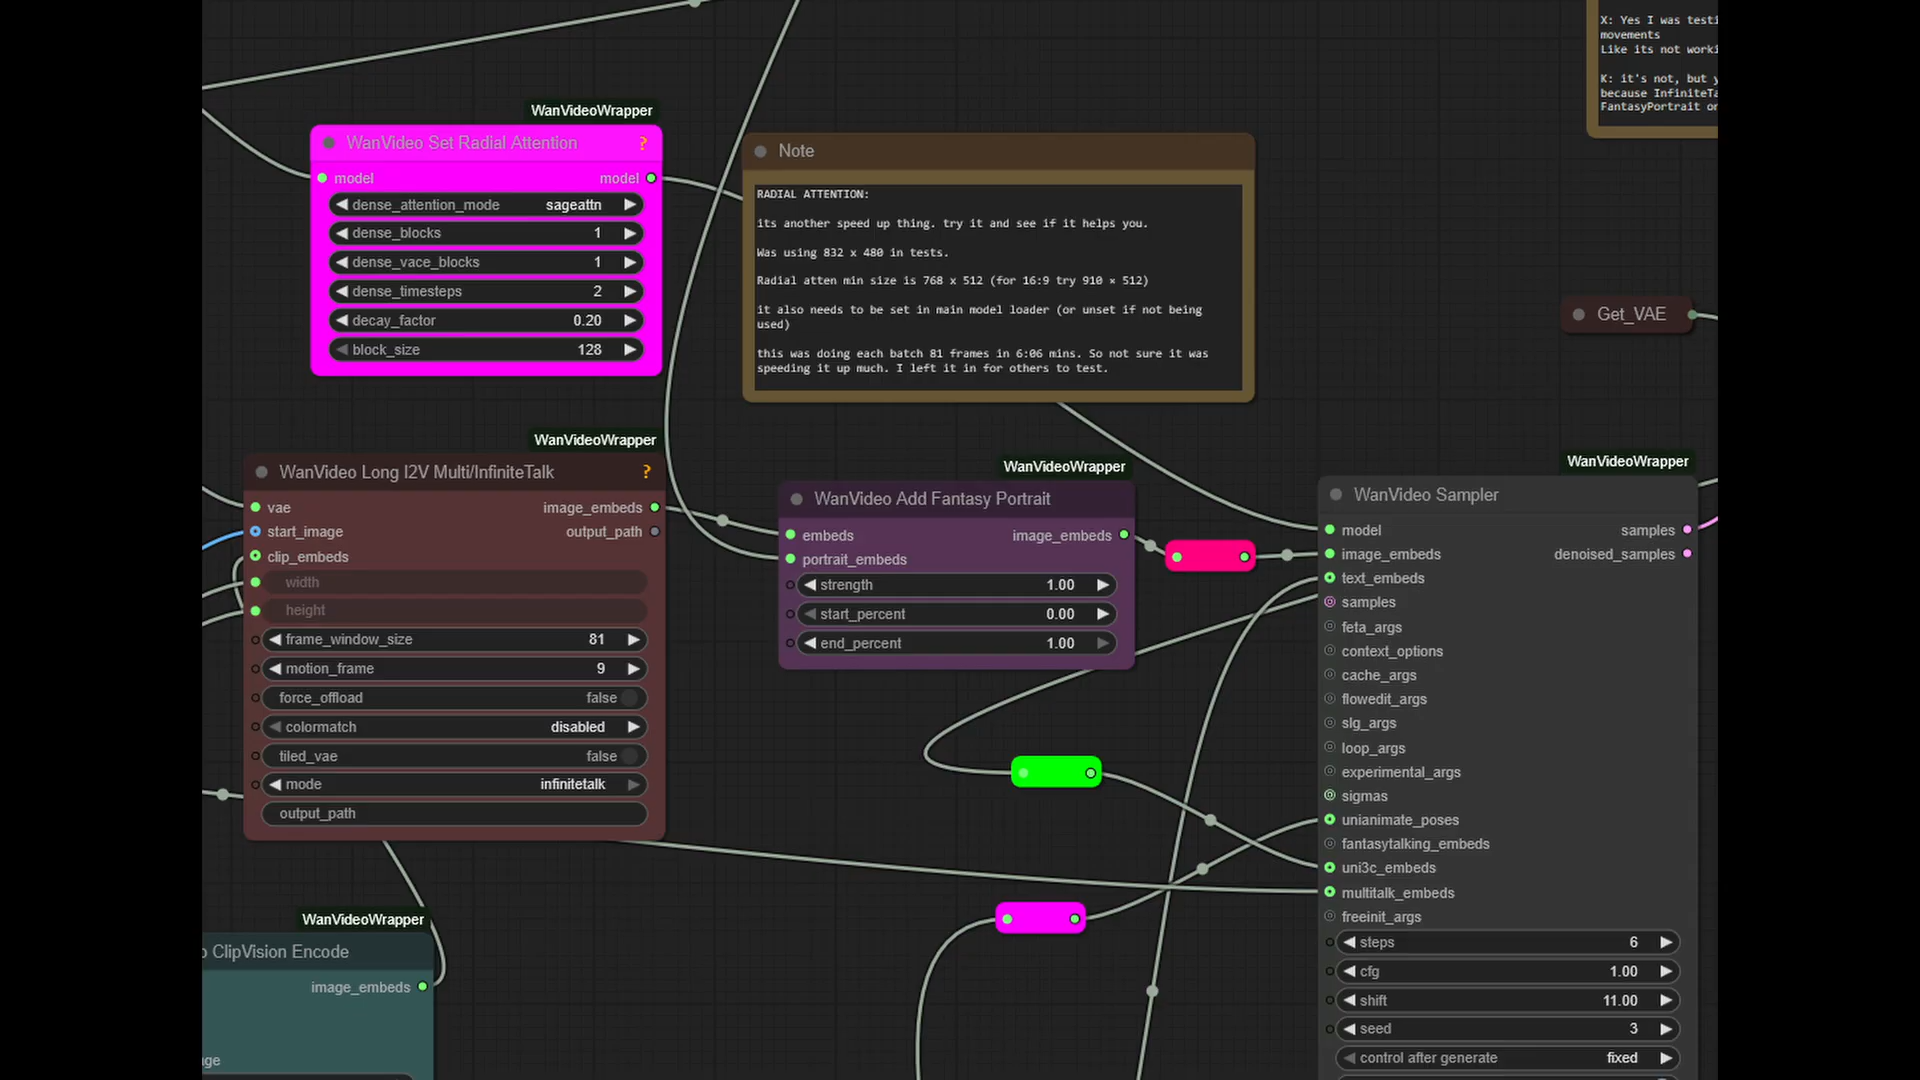 X: Yes I was testi
movements
Like its not worki
K: it's not, but y
because InfiniteTa
FantasyPortrait or
WanVideoWrapper
WanVideo Set Radial Attention ?
model model
dense_attention_mode sageattn
dense_blocks 1
dense_vace_blocks 1
dense_timesteps 2
decay_factor 0.20
block_size 128
Note
RADIAL ATTENTION:
its another speed up thing. try it and see if it helps you.
Was using 832 x 480 in tests.
Radial atten min size is 768 x 512 (for 16:9 try 910 × 512)
it also needs to be set in main model loader (or unset if not being
used)
this was doing each batch 81 frames in 6:06 mins. So not sure it was
speeding it up much. I left it in for others to test.
Get_VAE
WanVideoWrapper
WanVideo Long I2V Multi/InfiniteTalk ?
vae image_embeds
start_image output_path
clip_embeds
width
height
frame_window_size 81
motion_frame 9
force_offload false
colormatch disabled
tiled_vae false
mode infinitetalk
output_path
WanVideoWrapper
WanVideo Add Fantasy Portrait
embeds image_embeds
portrait_embeds
strength 1.00
start_percent 0.00
end_percent 1.00
WanVideoWrapper
WanVideo Sampler
model samples
image_embeds denoised_samples
text_embeds
samples
feta_args
context_options
cache_args
flowedit_args
slg_args
loop_args
experimental_args
sigmas
unianimate_poses
fantasytalking_embeds
uni3c_embeds
multitalk_embeds
freeinit_args
steps 6
cfg 1.00
shift 11.00
seed 3
control after generate fixed
WanVideoWrapper
o ClipVision Encode
image_embeds
ge